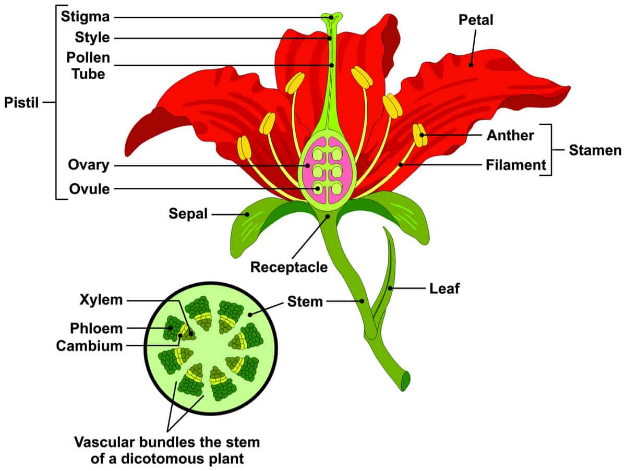 Stigma
Style
Pollen
Tube
Pistil
Ovary
Ovule
Sepal
Petal
Anther
Filament
Stamen
Receptacle
Stem
Leaf
Xylem
Phloem
Cambium
Vascular bundles the stem
of a dicotomous plant